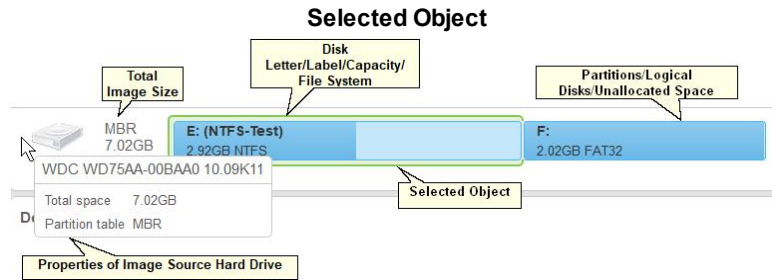 Selected Object
Disk
Letter/Label/Capacity/
File System
Total
Image Size
Partitions/Logical
Disks/Unallocated Space
MBR
7.02GB
E: (NTFS-Test)
2.92GB NTFS
F:
2.02GB FAT32
WDC WD75AA-00BAA0 10.09K11
Total space 7.02GB
Partition table MBR
Selected Object
Properties of Image Source Hard Drive